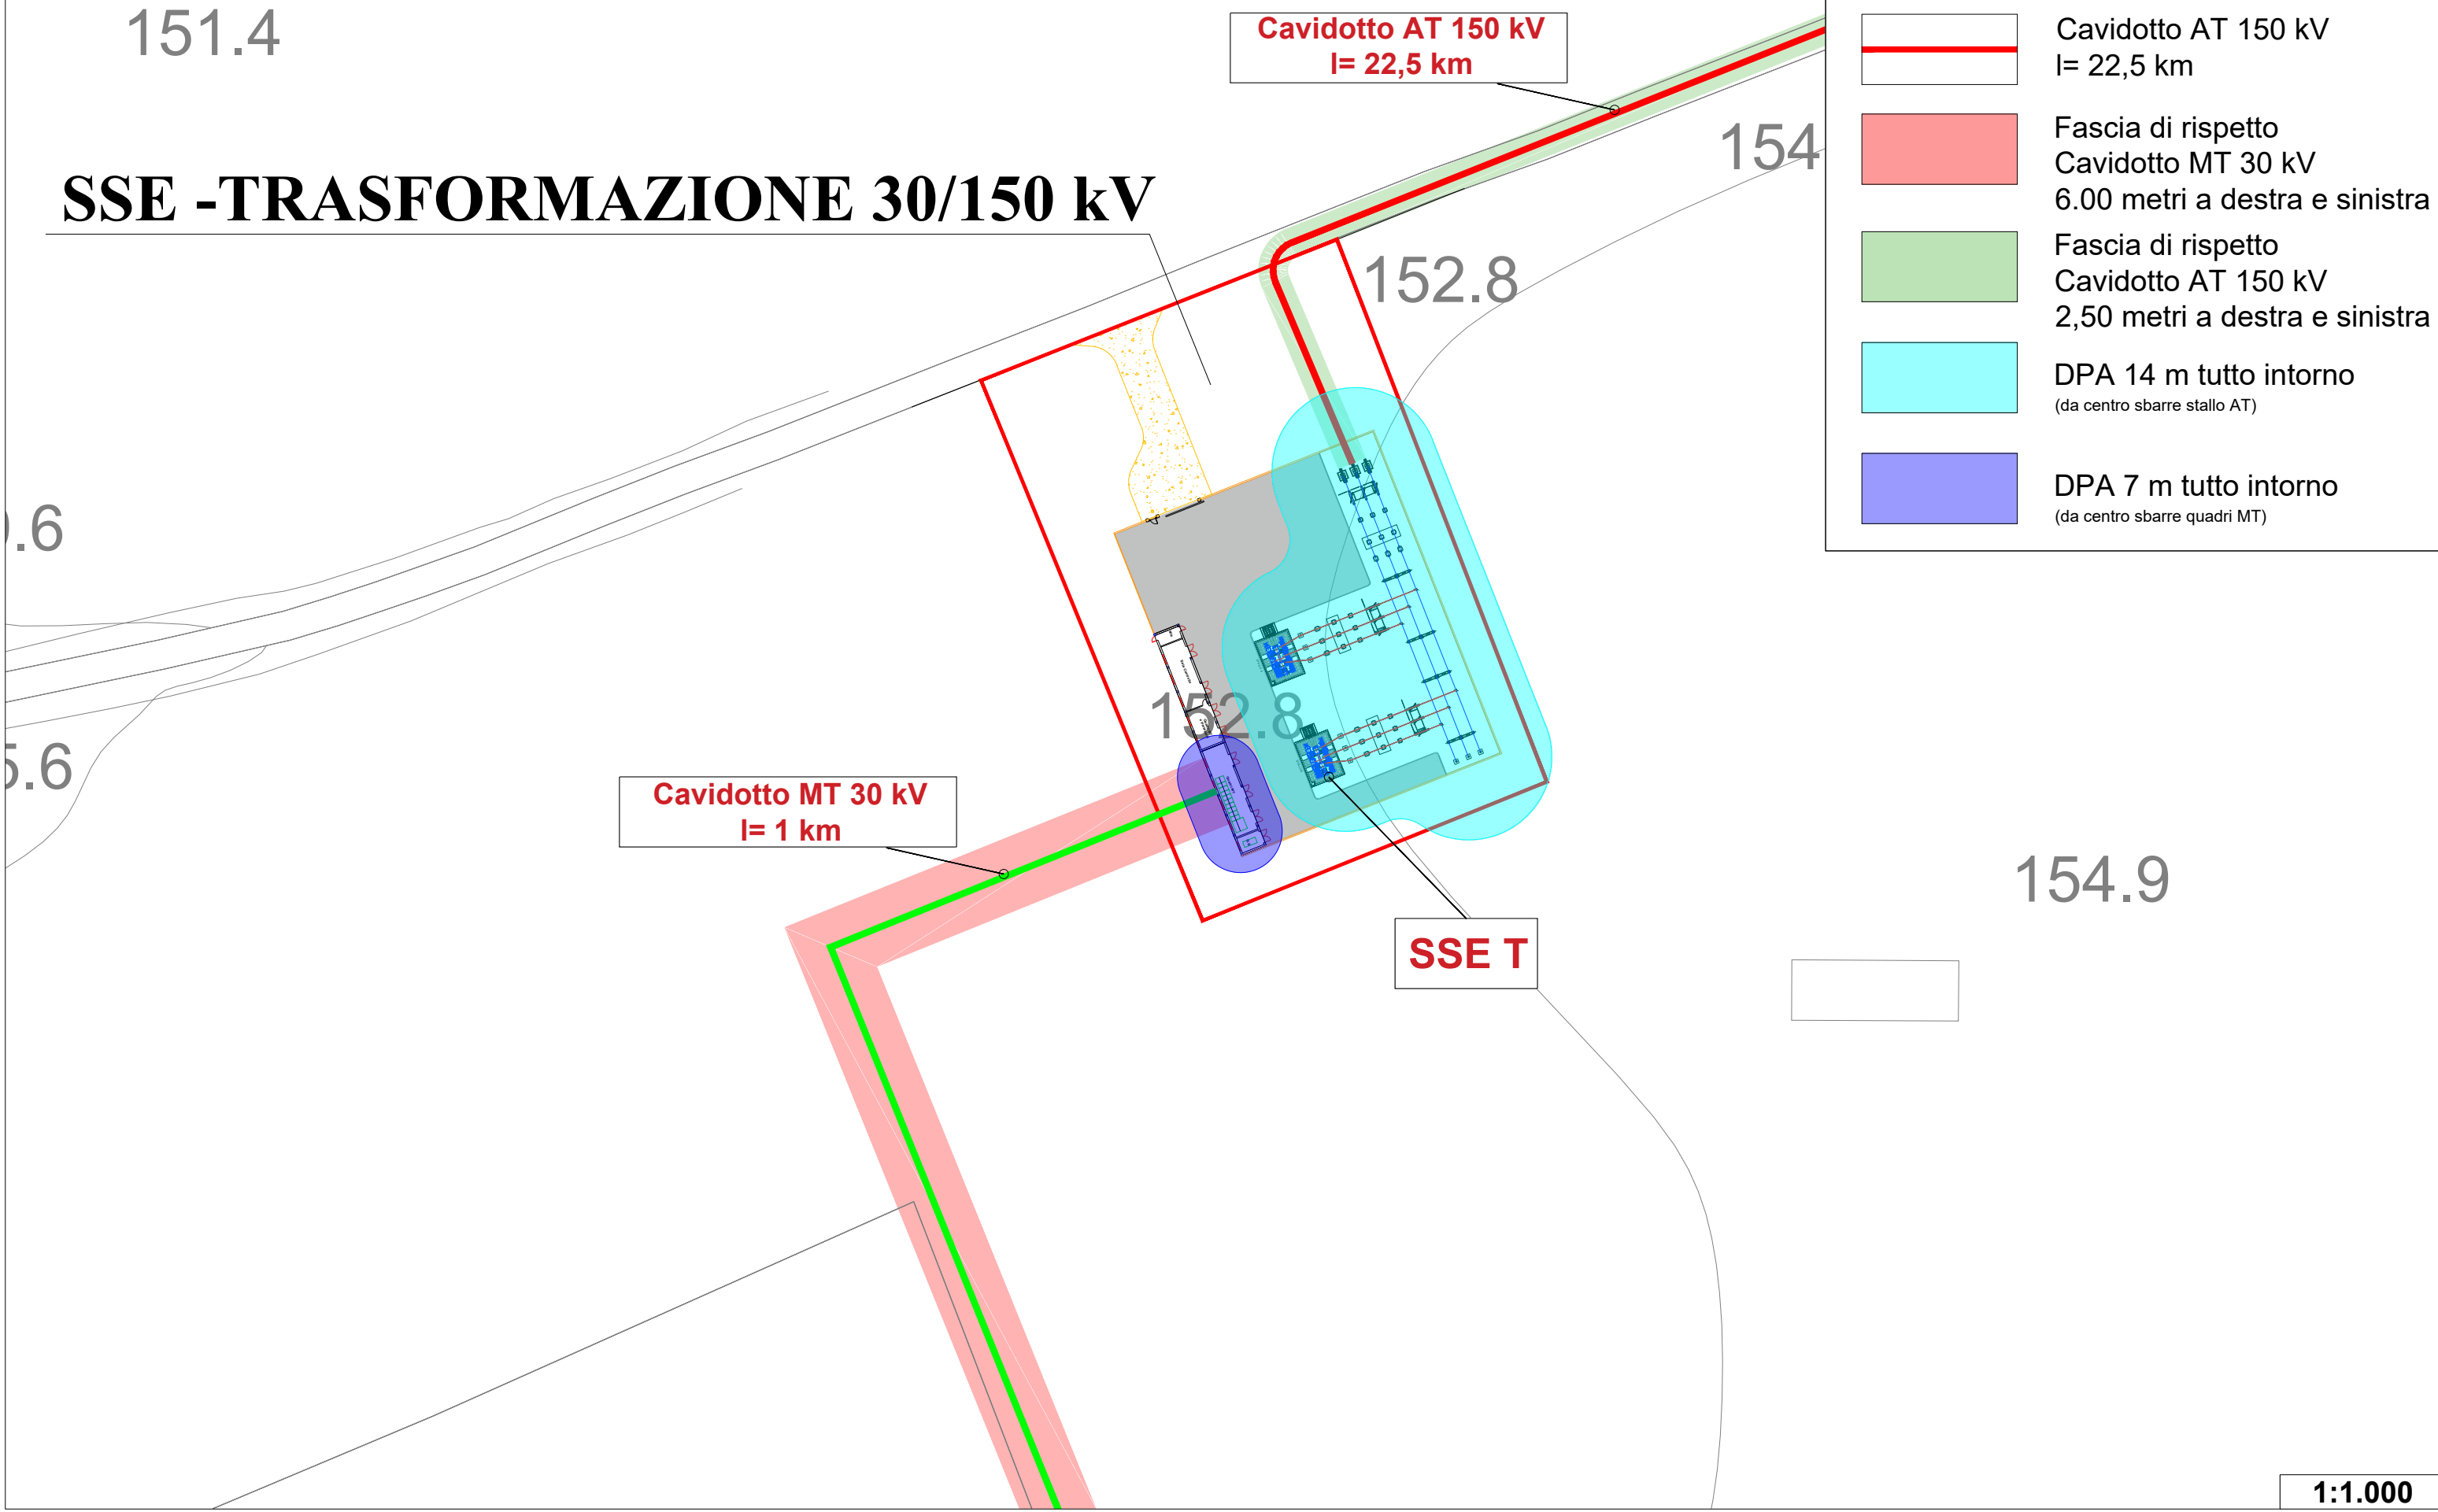 151.4
Cavidotto AT 150 kV
l= 22,5 km
154
SSE -TRASFORMAZIONE 30/150 kV
152.8
.6
152.8
5.6
Cavidotto MT 30 kV
l= 1 km
SSE T
154.9
Cavidotto AT 150 kV
l= 22,5 km
Fascia di rispetto
Cavidotto MT 30 kV
6.00 metri a destra e sinistra
Fascia di rispetto
Cavidotto AT 150 kV
2,50 metri a destra e sinistra
DPA 14 m tutto intorno
(da centro sbarre stallo AT)
DPA 7 m tutto intorno
(da centro sbarre quadri MT)
1:1.000